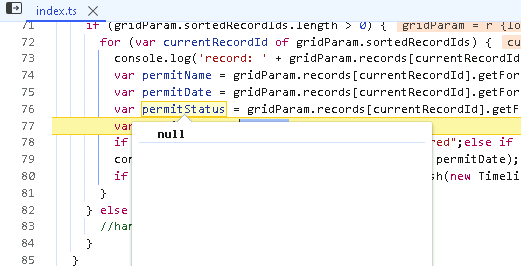 index.ts
71 if (gridParam.sortedRecordIds.length > 0) { gridParam = r {lo
72 for (var currentRecordId of gridParam.sortedRecordIds) { cu
73 console.log('record: ' + gridParam.records[currentRecordId
74 var permitName = gridParam.records[currentRecordId].getFor
75 var permitDate = gridParam.records[currentRecordId].getFor
76 var permitStatus = gridParam.records[currentRecordId].getF
77 var
null
78 if red";else if
79 con permitDate);
80 if sh(new Timeli
81 }
82 } else
83 //han
84 }
85 }